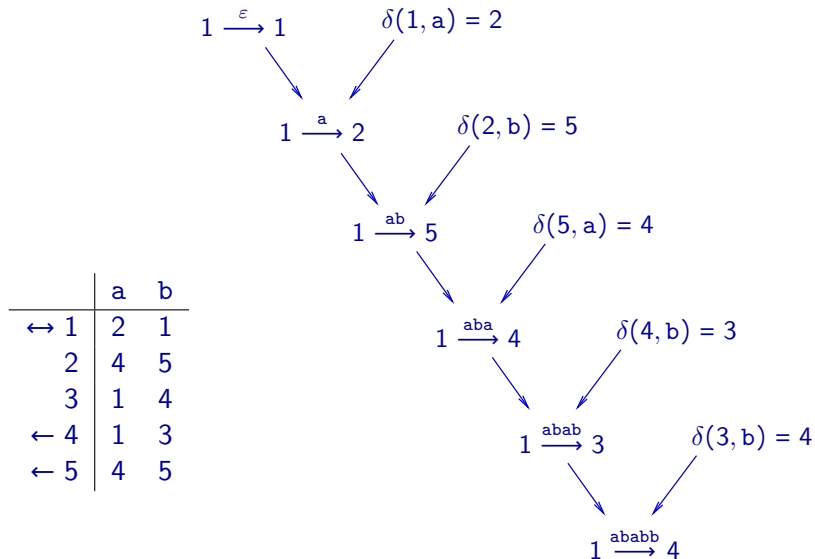 1 ⟶^ε 1 δ(1, a) = 2
1 ⟶^a 2 δ(2, b) = 5
1 ⟶^ab 5 δ(5, a) = 4
1 ⟶^aba 4 δ(4, b) = 3
1 ⟶^abab 3 δ(3, b) = 4
1 ⟶^ababb 4
a b
↔ 1 2 1
2 4 5
3 1 4
← 4 1 3
← 5 4 5